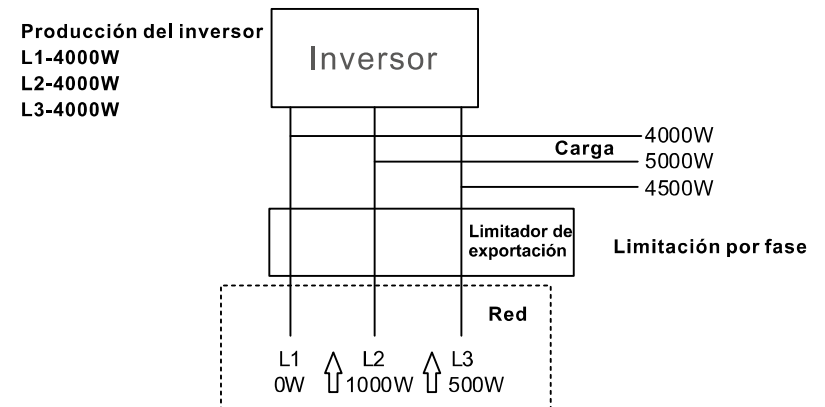 Producción del inversor
L1-4000W
L2-4000W
L3-4000W
Inversor
4000W
Carga
5000W
4500W
Limitador de
exportación
Limitación por fase
Red
L1 L2 L3
0W 1000W 500W